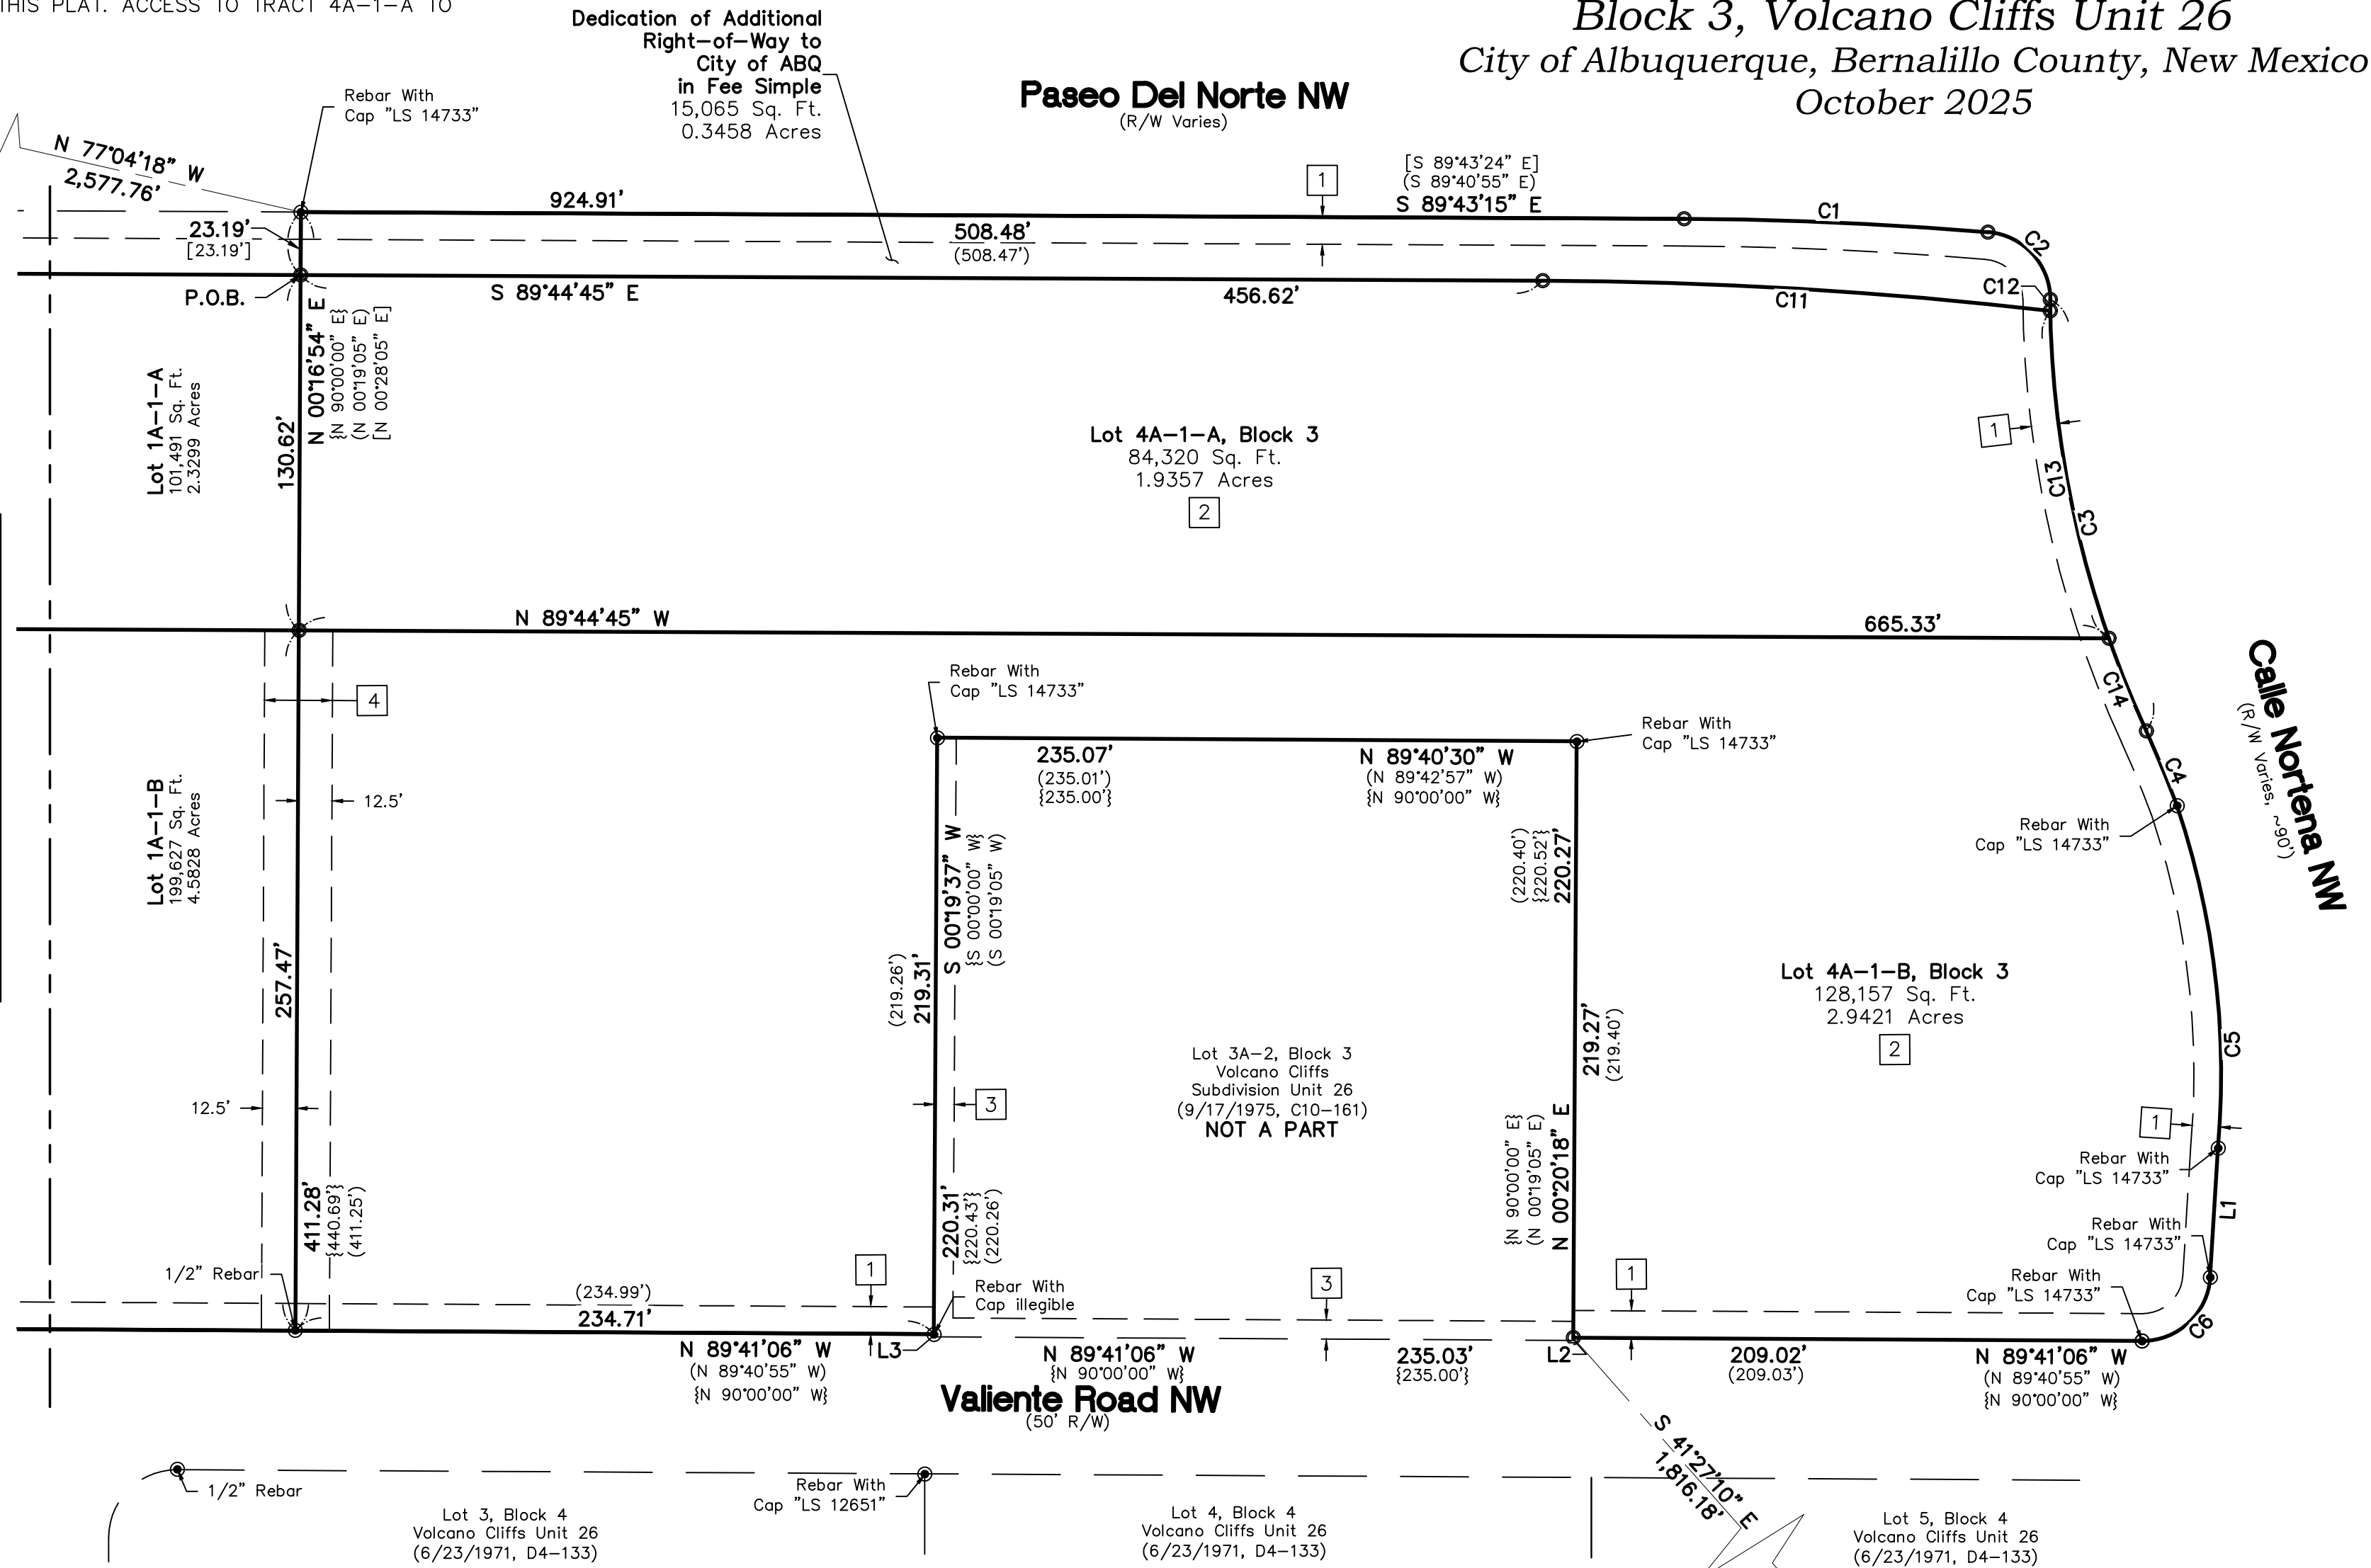 THIS PLAT. ACCESS TO TRACT 4A-1-A TO
Block 3, Volcano Cliffs Unit 26
City of Albuquerque, Bernalillo County, New Mexico
October 2025
Dedication of Additional
Right-of-Way to
City of ABQ
in Fee Simple
15,065 Sq. Ft.
0.3458 Acres
Paseo Del Norte NW
(R/W Varies)
Rebar With
Cap "LS 14733"
N 77°04'18" W
2,577.76'
924.91'
1
[S 89°43'24" E]
(S 89°40'55" E)
S 89°43'15" E
C1
C2
23.19'
[23.19']
508.48'
(508.47')
P.O.B.
S 89°44'45" E
456.62'
C11
C12
N 00°16'54" E
{N 90°00'00" E}
(N 00°19'05" E)
[N 00°28'05" E]
130.62'
Lot 1A-1-A
101,491 Sq. Ft.
2.3299 Acres
Lot 4A-1-A, Block 3
84,320 Sq. Ft.
1.9357 Acres
2
1
C13
C3
N 89°44'45" W
665.33'
Calle Nortena NW
(R/W Varies, ~90')
4
Rebar With
Cap "LS 14733"
Rebar With
Cap "LS 14733"
C14
C4
235.07'
(235.01')
{235.00'}
N 89°40'30" W
(N 89°42'57" W)
{N 90°00'00" W}
12.5'
Lot 1A-1-B
199,627 Sq. Ft.
4.5828 Acres
Rebar With
Cap "LS 14733"
S 00°19'37" W
{S 00°00'00" W}
(S 00°19'05" W)
(220.40')
{220.52'}
220.27'
257.47'
(219.26')
219.31'
Lot 4A-1-B, Block 3
128,157 Sq. Ft.
2.9421 Acres
2
219.27'
(219.40')
C5
Lot 3A-2, Block 3
Volcano Cliffs
Subdivision Unit 26
(9/17/1975, C10-161)
NOT A PART
12.5'
3
1
Rebar With
Cap "LS 14733"
{N 90°00'00" E}
(N 00°19'05" E)
N 00°20'18" E
L1
411.28'
{440.69'}
(411.25')
220.31'
{220.43'}
(220.26')
Rebar With
Cap "LS 14733"
1/2" Rebar
1
Rebar With
Cap illegible
3
1
Rebar With
Cap "LS 14733"
(234.99')
234.71'
C6
N 89°41'06" W
(N 89°40'55" W)
{N 90°00'00" W}
L3
N 89°41'06" W
{N 90°00'00" W}
235.03'
{235.00'}
L2
209.02'
(209.03')
N 89°41'06" W
(N 89°40'55" W)
{N 90°00'00" W}
Valiente Road NW
(50' R/W)
S 41°27'10" E
1,816.18'
1/2" Rebar
Rebar With
Cap "LS 12651"
Lot 3, Block 4
Volcano Cliffs Unit 26
(6/23/1971, D4-133)
Lot 4, Block 4
Volcano Cliffs Unit 26
(6/23/1971, D4-133)
Lot 5, Block 4
Volcano Cliffs Unit 26
(6/23/1971, D4-133)